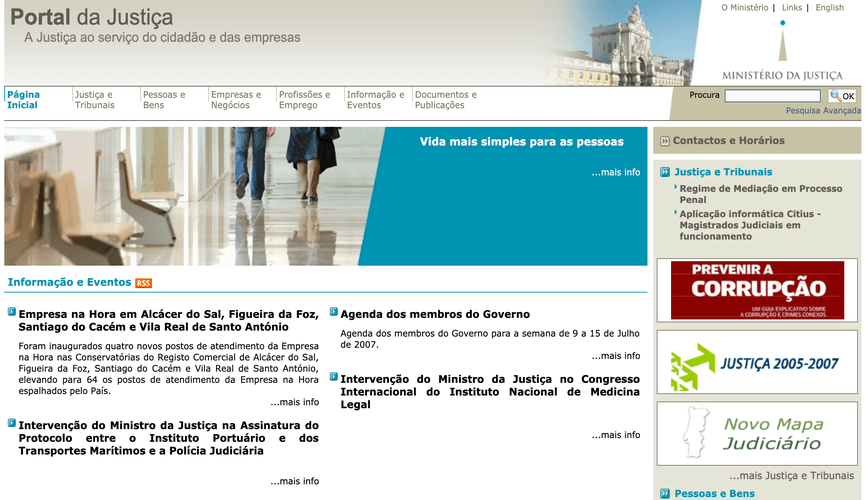 Portal da Justiça
A Justiça ao serviço do cidadão e das empresas
O Ministério | Links | English
MINISTÉRIO DA JUSTIÇA
Página
Inicial
Justiça e
Tribunais
Pessoas e
Bens
Empresas e
Negócios
Profissões e
Emprego
Informação e
Eventos
Documentos e
Publicações
Procura
OK
Pesquisa Avançada
Vida mais simples para as pessoas
...mais info
Informação e Eventos RSS
Empresa na Hora em Alcácer do Sal, Figueira da Foz,
Santiago do Cacém e Vila Real de Santo António
Foram inaugurados quatro novos postos de atendimento da Empresa
na Hora nas Conservatórias do Registo Comercial de Alcácer do Sal,
Figueira da Foz, Santiago do Cacém e Vila Real de Santo António,
elevando para 64 os postos de atendimento da Empresa na Hora
espalhados pelo País.
...mais info
Intervenção do Ministro da Justiça na Assinatura do
Protocolo entre o Instituto Portuário e dos
Transportes Marítimos e a Polícia Judiciária
...mais info
Agenda dos membros do Governo
Agenda dos membros do Governo para a semana de 9 a 15 de Julho
de 2007.
...mais info
Intervenção do Ministro da Justiça no Congresso
Internacional do Instituto Nacional de Medicina
Legal
...mais info
Contactos e Horários
Justiça e Tribunais
Regime de Mediação em Processo
Penal
Aplicação informática Citius -
Magistrados Judiciais em
funcionamento
PREVENIR A
CORRUPÇÃO
UM GUIA EXPLICATIVO SOBRE
A CORRUPÇÃO E CRIMES CONEXOS
JUSTIÇA 2005-2007
Novo Mapa
Judiciário
...mais Justiça e Tribunais
Pessoas e Bens